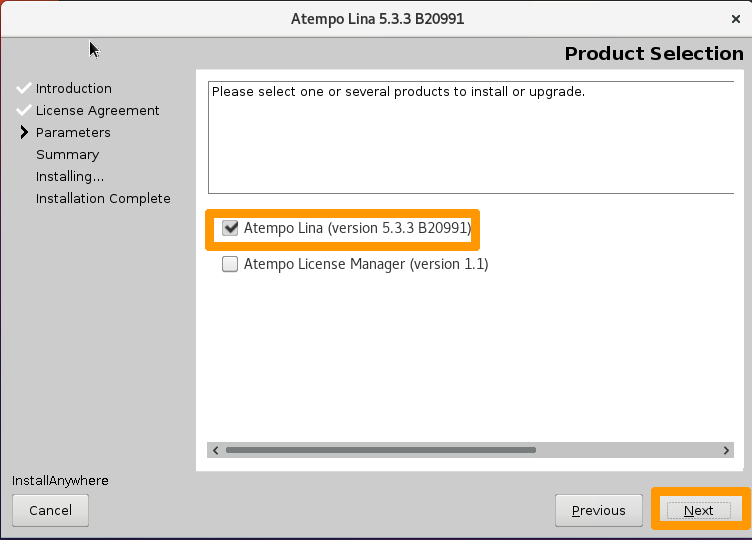 Atempo Lina 5.3.3 B20991
Product Selection
Introduction
License Agreement
Parameters
Summary
Installing...
Installation Complete
Please select one or several products to install or upgrade.
Atempo Lina (version 5.3.3 B20991)
Atempo License Manager (version 1.1)
InstallAnywhere
Cancel
Previous
Next